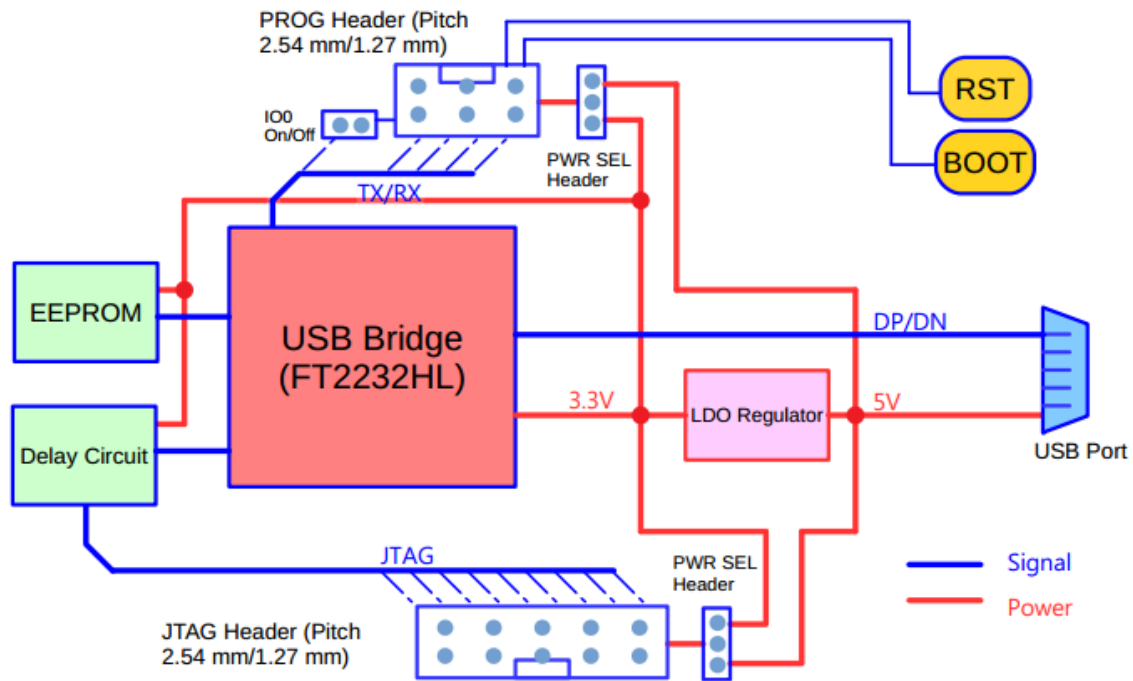 PROG Header (Pitch
2.54 mm/1.27 mm)
RST
BOOT
IO0
On/Off
PWR SEL
Header
TX/RX
EEPROM
USB Bridge
(FT2232HL)
DP/DN
3.3V
LDO Regulator
5V
USB Port
Delay Circuit
JTAG
PWR SEL
Header
Signal
Power
JTAG Header (Pitch
2.54 mm/1.27 mm)